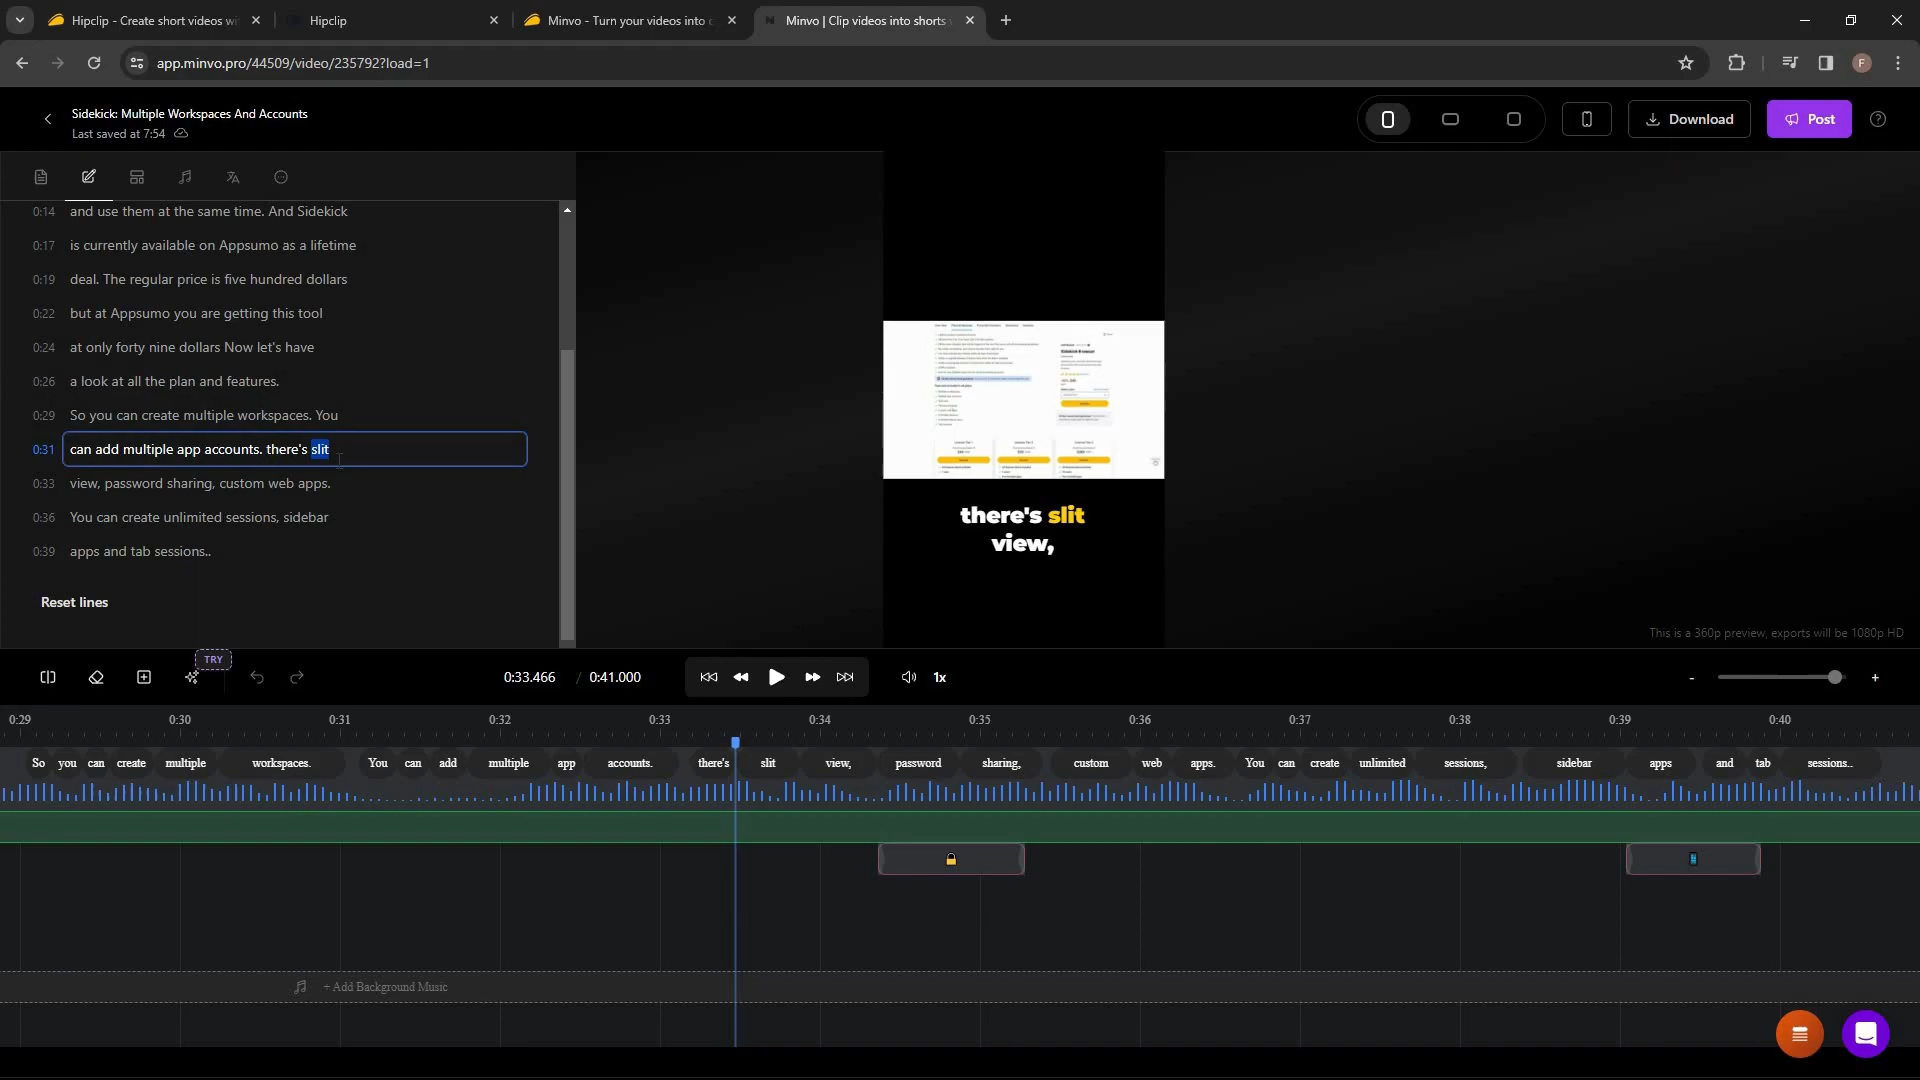 Hipclip - Create short videos wi
Hipclip
Minvo - Turn your videos into c
Minvo | Clip videos into shorts
app.minvo.pro/44509/video/235792?load=1
F
Sidekick: Multiple Workspaces And Accounts
Last saved at 7:54
Download
Post
0:14 and use them at the same time. And Sidekick
0:17 is currently available on Appsumo as a lifetime
0:19 deal. The regular price is five hundred dollars
0:22 but at Appsumo you are getting this tool
0:24 at only forty nine dollars Now let's have
0:26 a look at all the plan and features.
0:29 So you can create multiple workspaces. You
0:31 can add multiple app accounts. there's slit
0:33 view, password sharing, custom web apps.
0:36 You can create unlimited sessions, sidebar
0:39 apps and tab sessions..
Reset lines
there's slit
view,
This is a 360p preview, exports will be 1080p HD
TRY
0:33.466 / 0:41.000
1x
- +
0:29 0:30 0:31 0:32 0:33 0:34 0:35 0:36 0:37 0:38 0:39 0:40
So you can create multiple workspaces. You can add multiple app accounts. there's slit view, password sharing, custom web apps. You can create unlimited sessions, sidebar apps and tab sessions..
+ Add Background Music